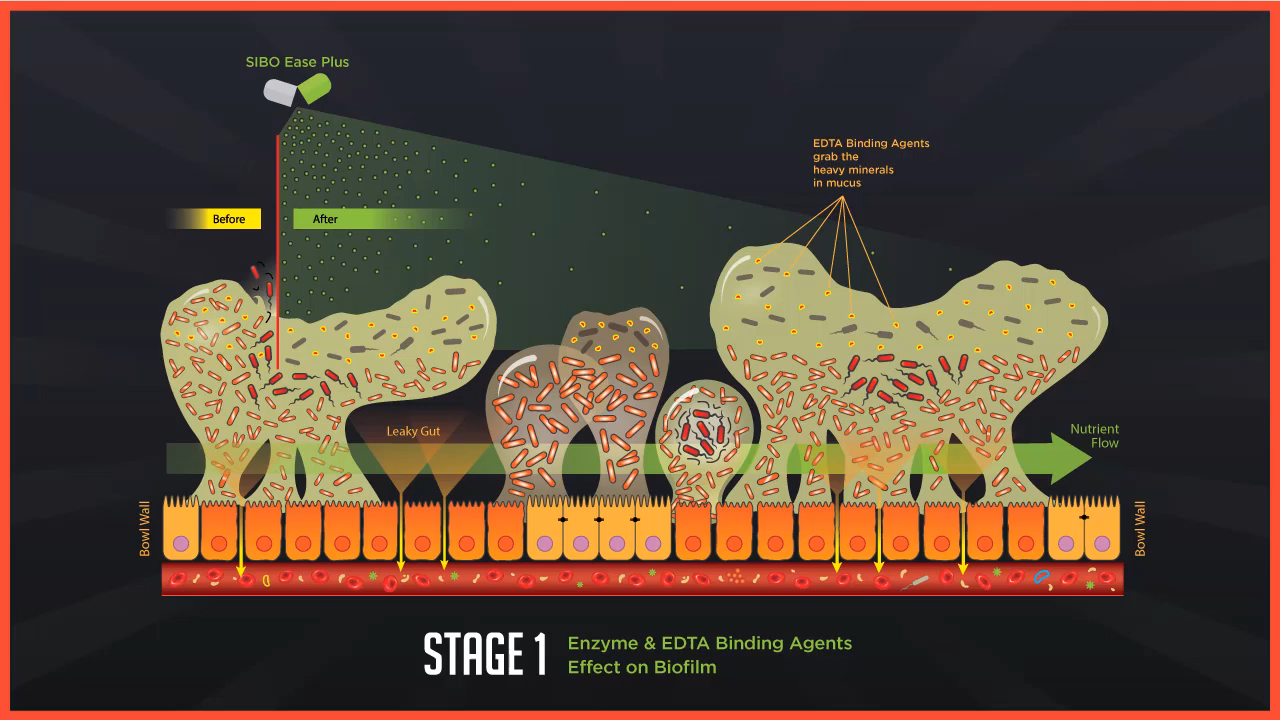 SIBO Ease Plus
EDTA Binding Agents
grab the
heavy minerals
in mucus
Before
After
Leaky Gut
Nutrient
Flow
Bowl Wall
Bowl Wall
STAGE 1
Enzyme & EDTA Binding Agents
Effect on Biofilm